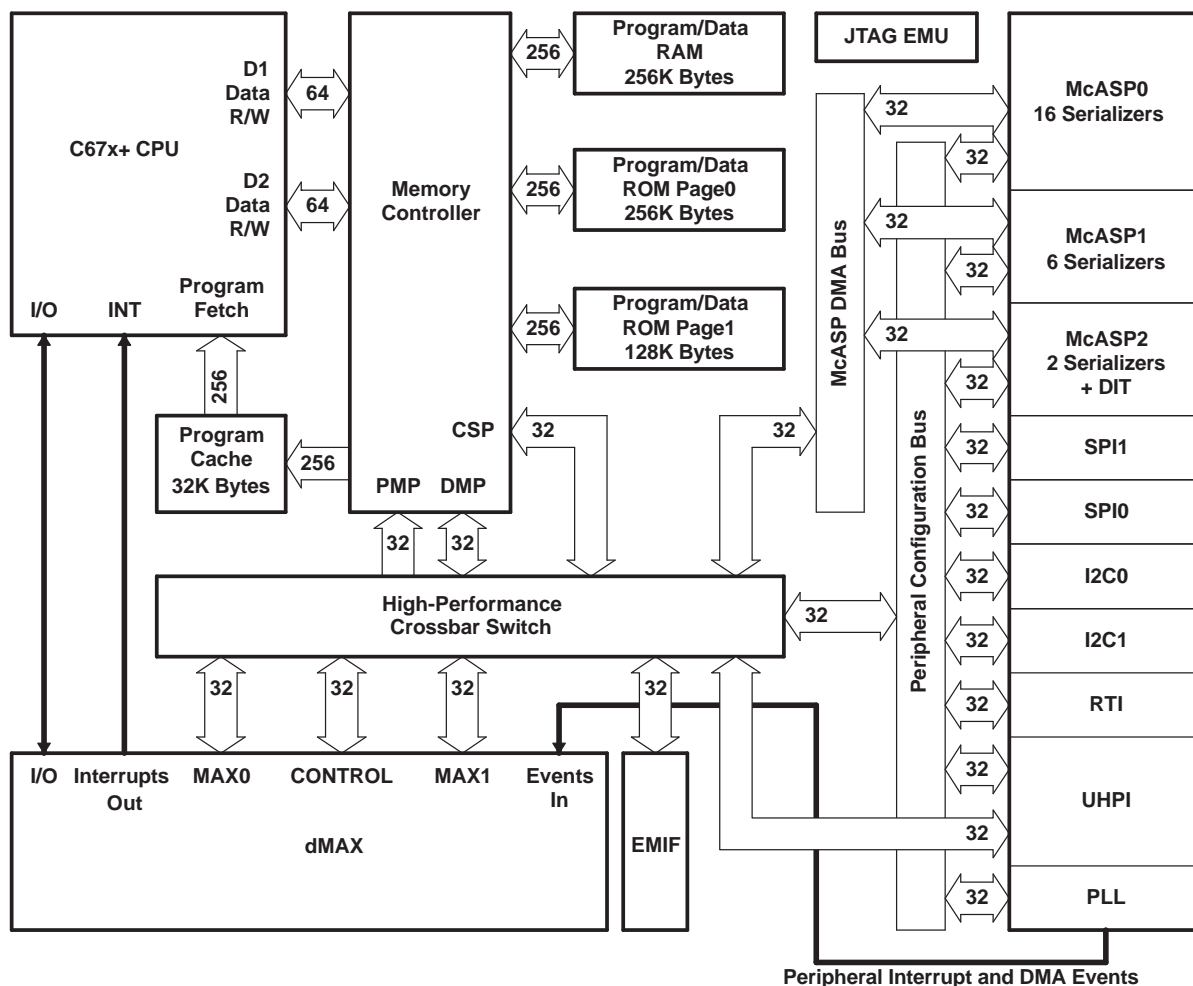 Program/Data
RAM
256K Bytes
JTAG EMU
256
D1
Data
R/W
64
McASP0
16 Serializers
32
32
C67x+ CPU
D2
Data
R/W
64
Memory
Controller
256
Program/Data
ROM Page0
256K Bytes
McASP DMA Bus
32
McASP1
6 Serializers
32
I/O
INT
Program
Fetch
256
Program/Data
ROM Page1
128K Bytes
32
McASP2
2 Serializers
+ DIT
32
256
Program
Cache
32K Bytes
256
CSP
32
32
PMP
DMP
Peripheral Configuration Bus
32
SPI1
32
SPI0
32
32
32
I2C0
High-Performance
Crossbar Switch
32
32
I2C1
32
32
32
32
32
RTI
I/O
Interrupts
Out
MAX0
CONTROL
MAX1
Events
In
dMAX
EMIF
32
UHPI
32
32
PLL
Peripheral Interrupt and DMA Events